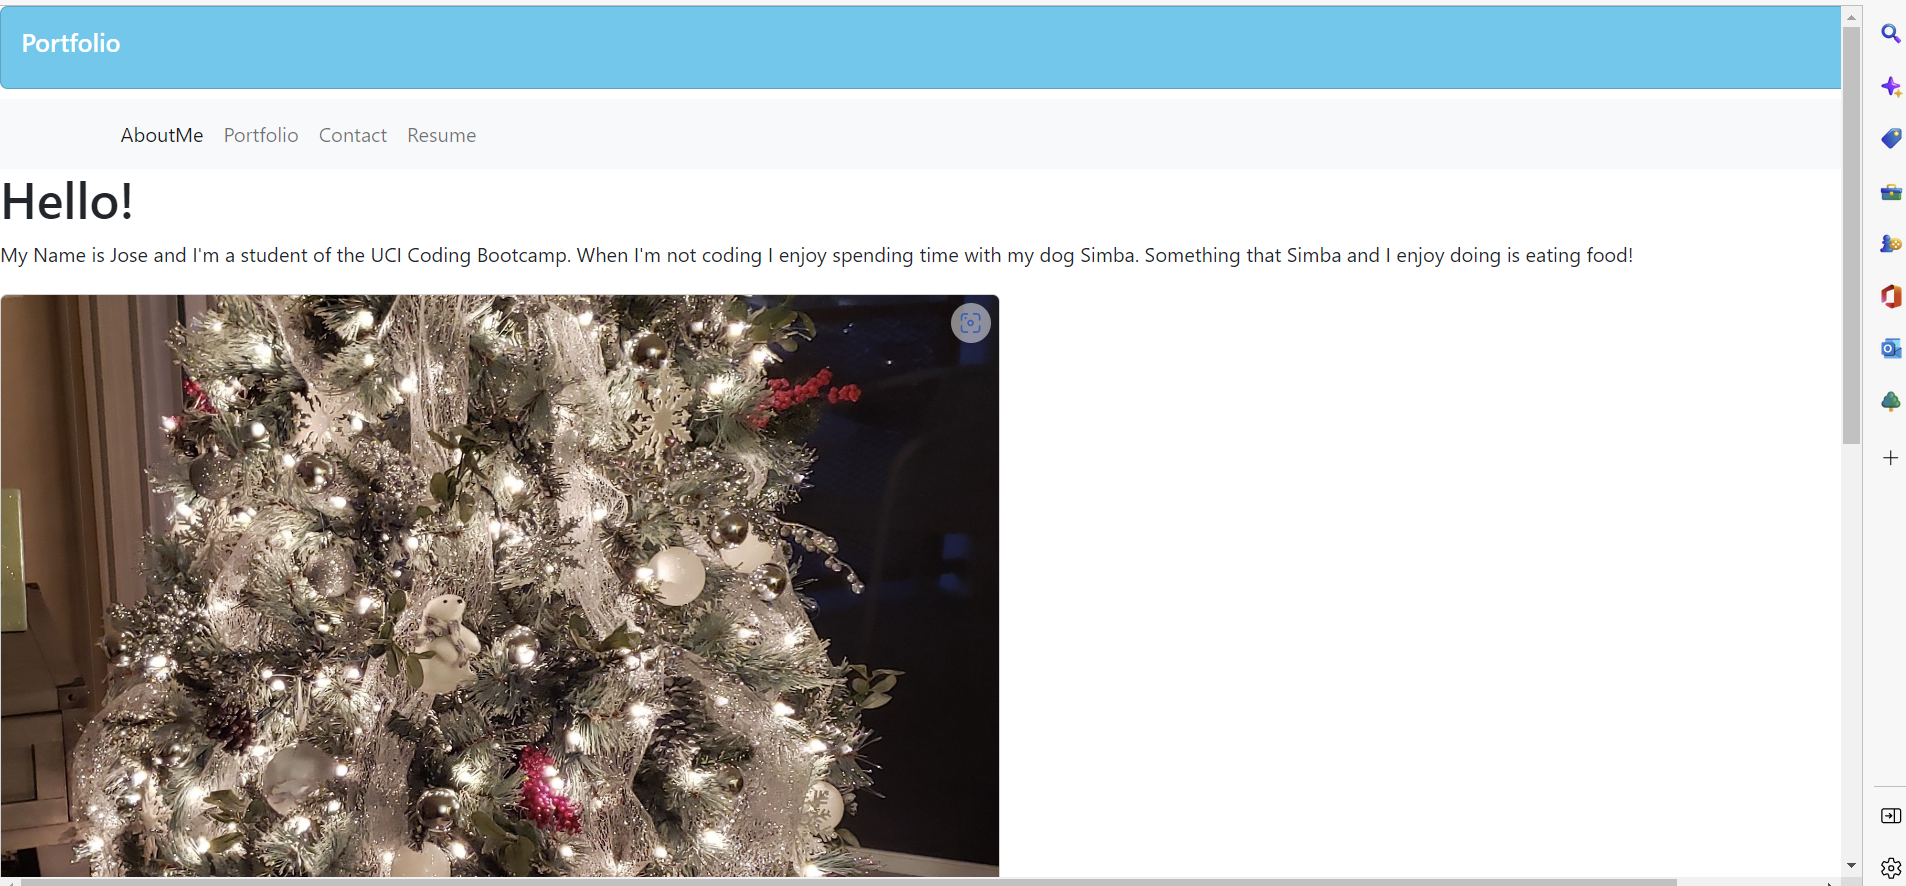 Portfolio
AboutMe Portfolio Contact Resume
Hello!
My Name is Jose and I'm a student of the UCI Coding Bootcamp. When I'm not coding I enjoy spending time with my dog Simba. Something that Simba and I enjoy doing is eating food!